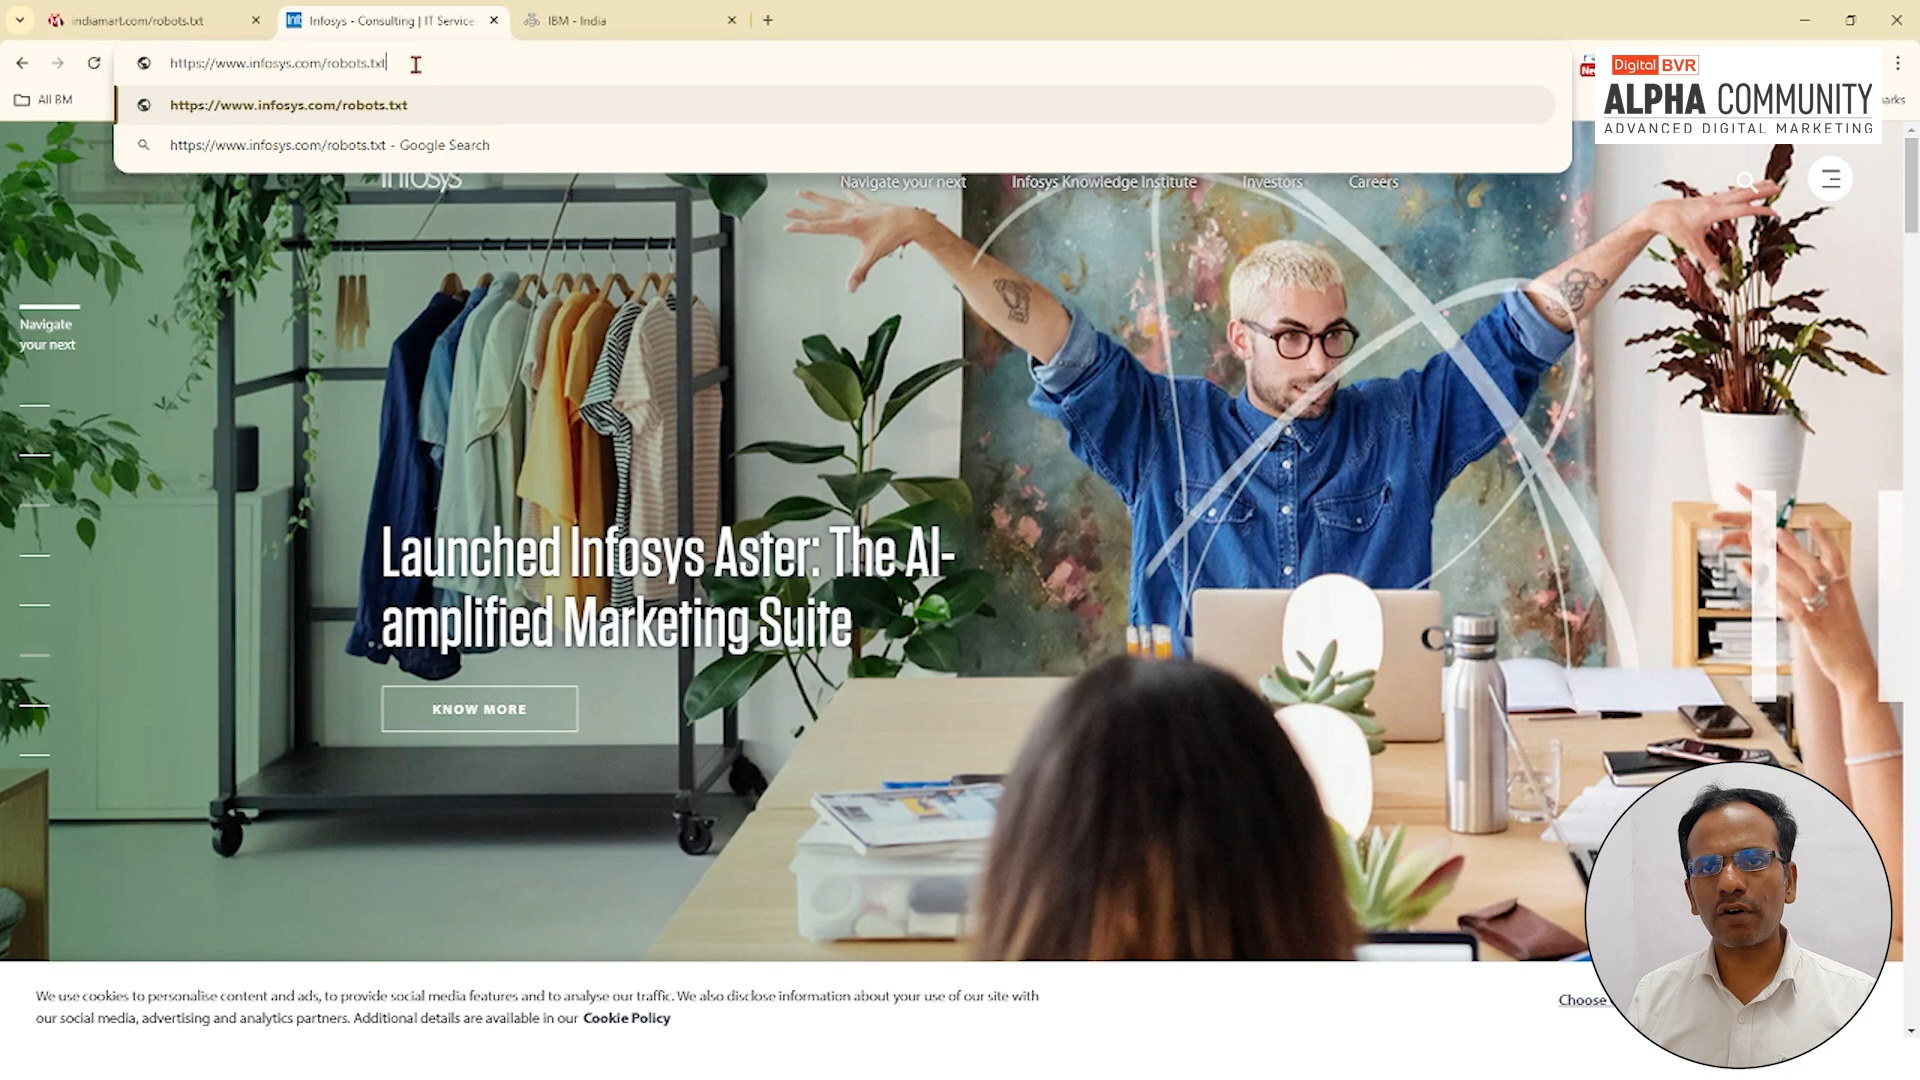 indiamart.com/robots.txt
Infosys - Consulting | IT Service
IBM - India
https://www.infosys.com/robots.txt
Digital BVR
ALPHA COMMUNITY
ADVANCED DIGITAL MARKETING
All BM
https://www.infosys.com/robots.txt
https://www.infosys.com/robots.txt - Google Search
Infosys
Navigate your next
Infosys Knowledge Institute
Investors
Careers
Navigate
your next
Launched Infosys Aster: The AI-
amplified Marketing Suite
KNOW MORE
We use cookies to personalise content and ads, to provide social media features and to analyse our traffic. We also disclose information about your use of our site with
our social media, advertising and analytics partners. Additional details are available in our Cookie Policy
Choose